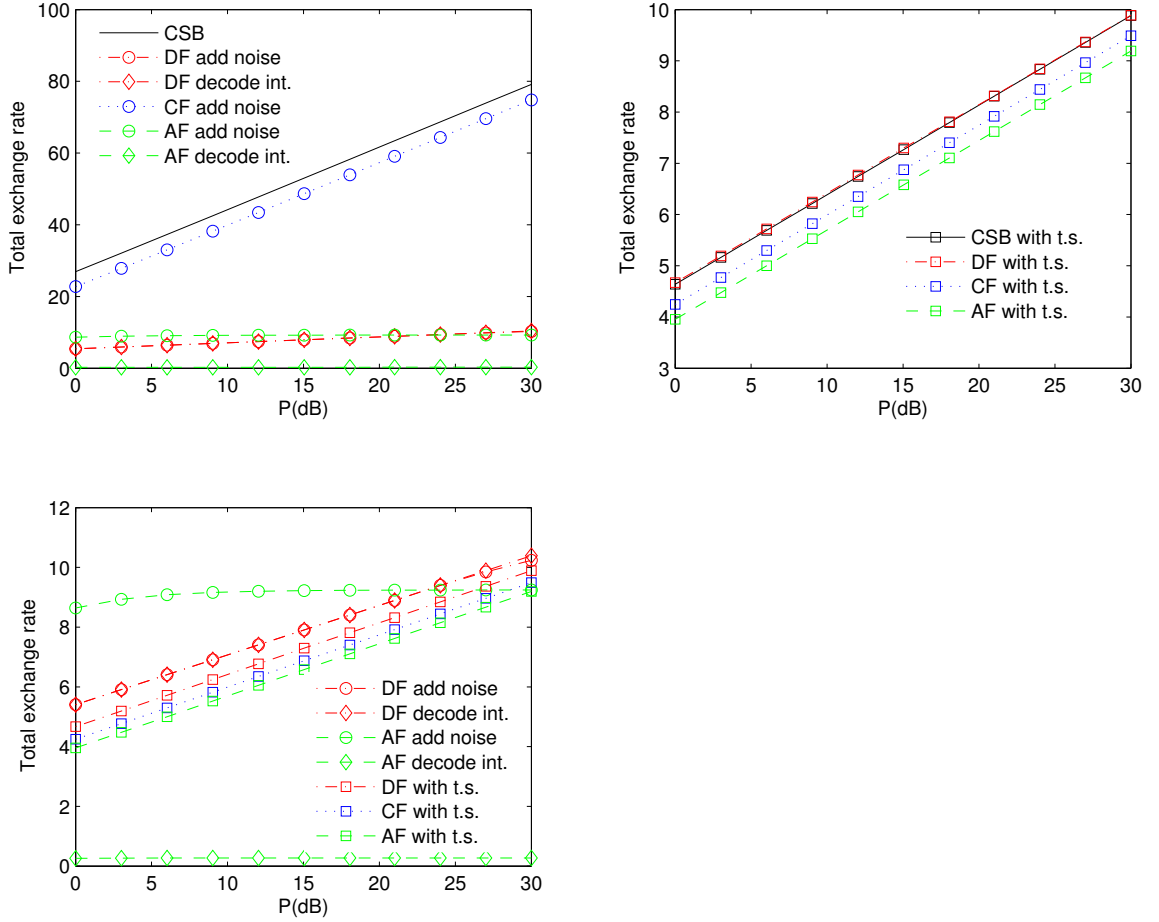 100
80
60
40
20
0
Total exchange rate
CSB
DF add noise
DF decode int.
CF add noise
AF add noise
AF decode int.
0 5 10 15 20 25 30
P(dB)
10
9
8
7
6
5
4
3
Total exchange rate
CSB with t.s.
DF with t.s.
CF with t.s.
AF with t.s.
0 5 10 15 20 25 30
P(dB)
12
10
8
6
4
2
0
Total exchange rate
DF add noise
DF decode int.
AF add noise
AF decode int.
DF with t.s.
CF with t.s.
AF with t.s.
0 5 10 15 20 25 30
P(dB)